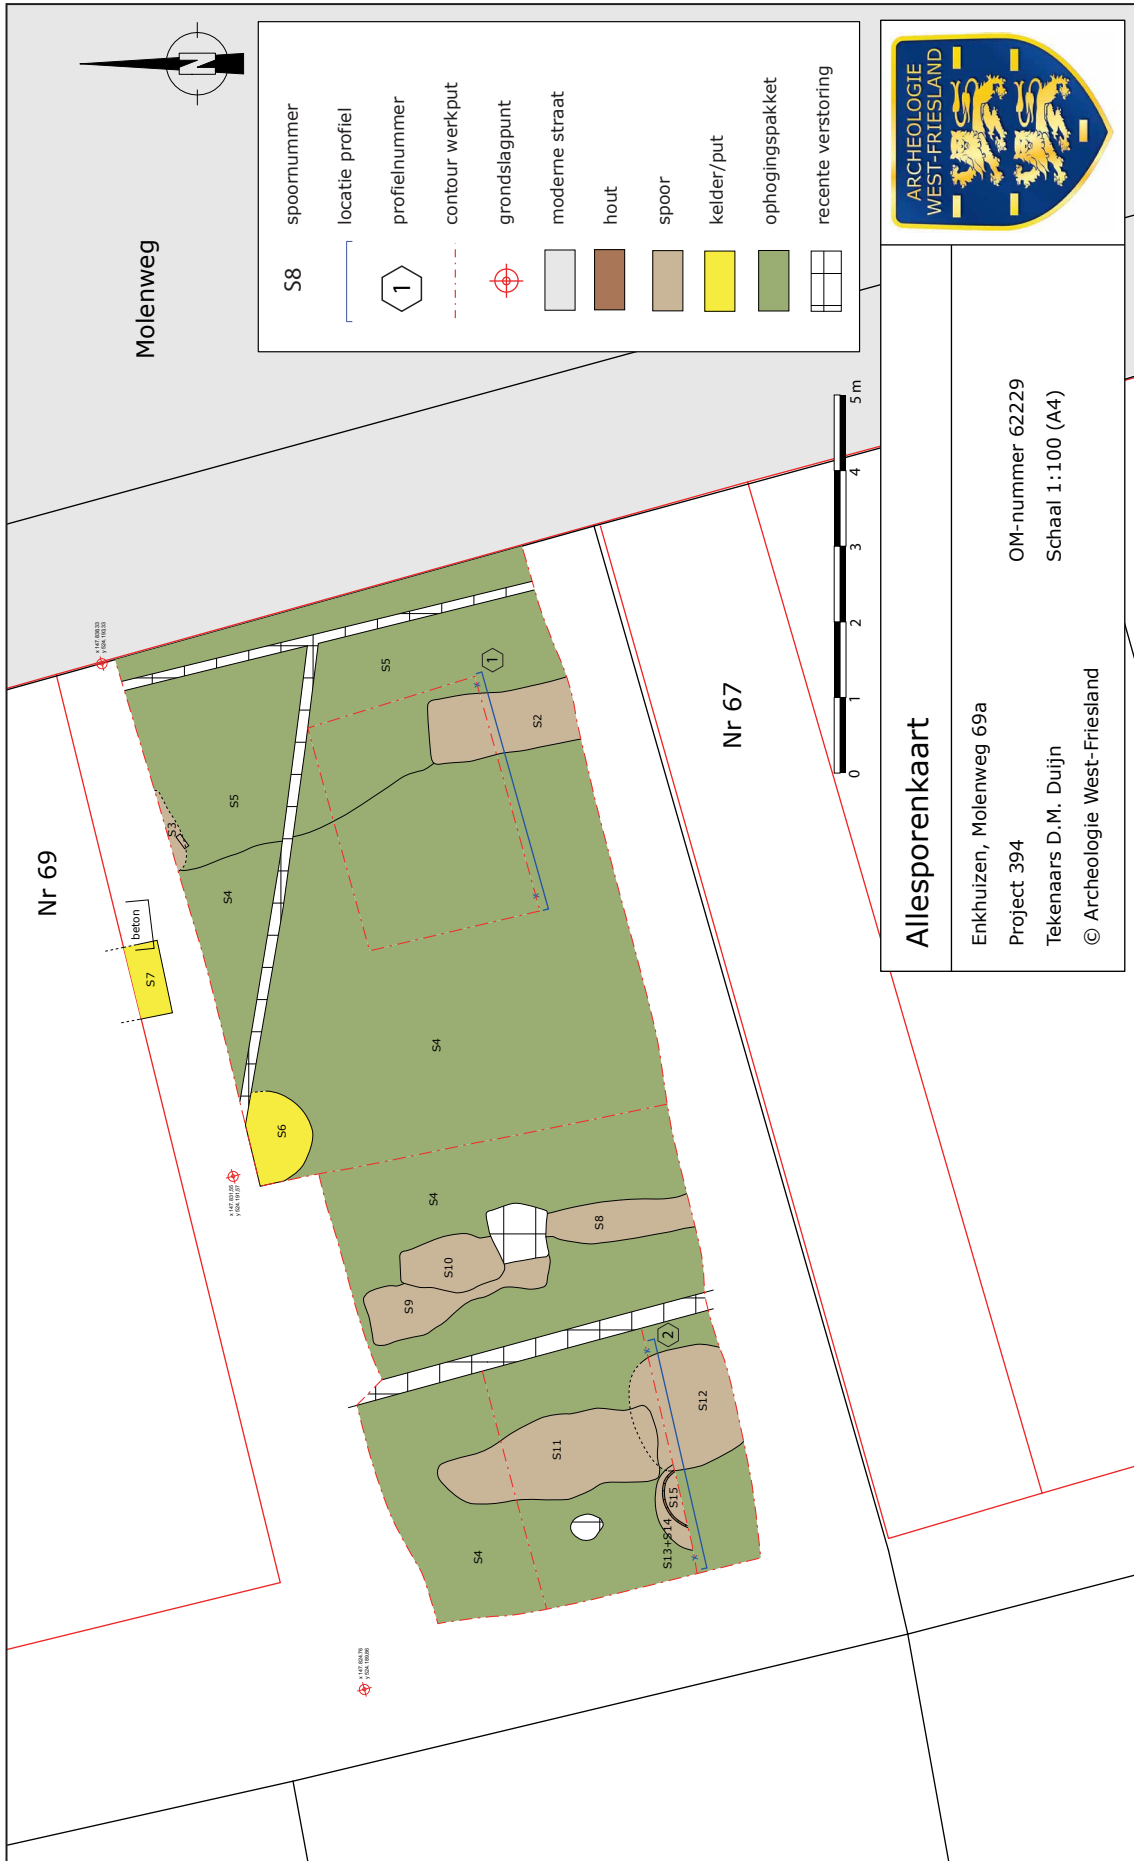 Molenweg
N
S8 spoornummer
locatie profiel
1 profielnummer
contour werkput
grondslagpunt
moderne straat
hout
spoor
kelder/put
ophogingspakket
recente verstoring
Nr 69
Nr 67
beton
S7
S3
S5
S5
S4
S6
S4
S2
1
S4
S8
S10
S9
2
S12
S11
S15
S13+S14
S4
0 1 2 3 4 5 m
Allesporenkaart
Enkhuizen, Molenweg 69a
Project 394 OM-nummer 62229
Tekenaars D.M. Duijn Schaal 1:100 (A4)
© Archeologie West-Friesland
ARCHEOLOGIE
WEST-FRIESLAND